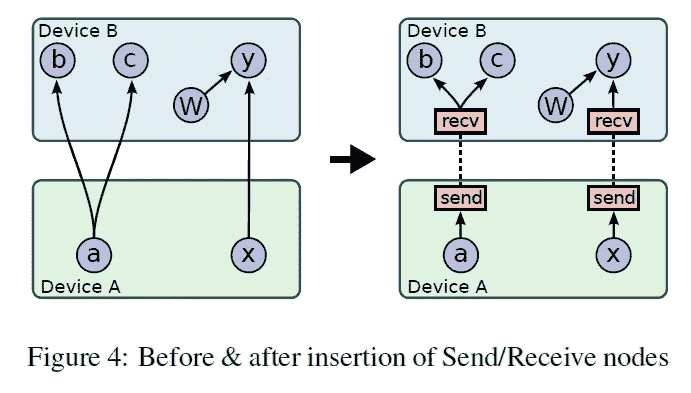 Device B
b
c
y
W
a
x
Device A
Device B
b
c
y
W
recv
recv
send
send
a
x
Device A
Figure 4: Before & after insertion of Send/Receive nodes